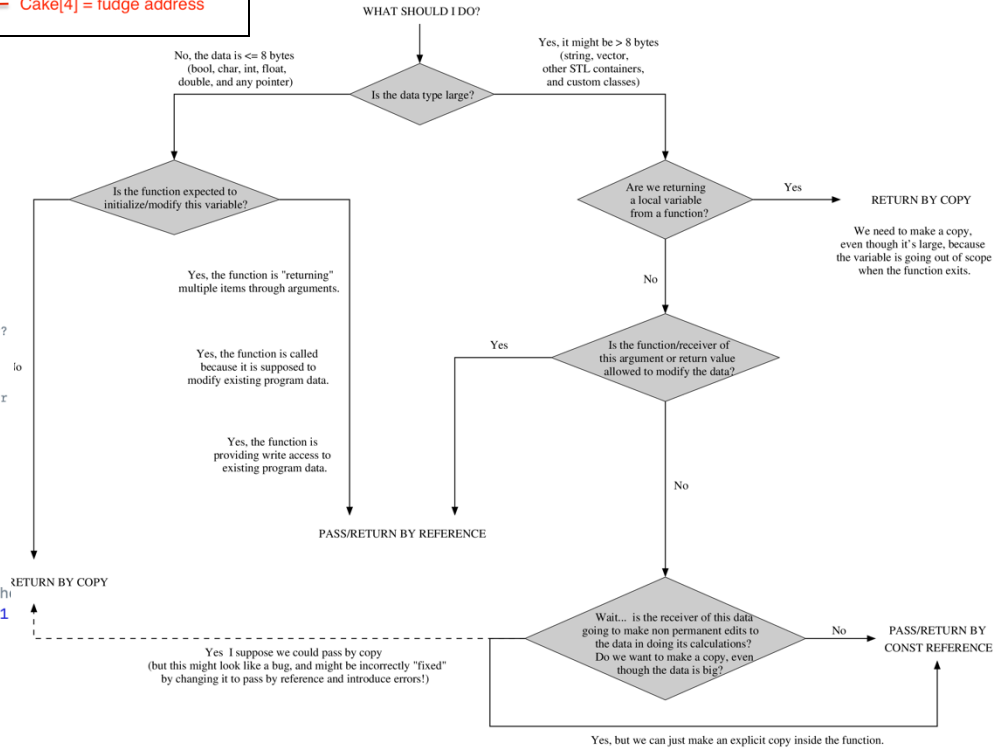 Cake[4] = fudge address
WHAT SHOULD I DO?
No, the data is <= 8 bytes
(bool, char, int, float,
double, and any pointer)
Yes, it might be > 8 bytes
(string, vector,
other STL containers,
and custom classes)
Is the data type large?
Is the function expected to
initialize/modify this variable?
Are we returning
a local variable
from a function?
Yes
RETURN BY COPY
We need to make a copy,
even though it's large, because
the variable is going out of scope
when the function exits.
Yes, the function is "returning"
multiple items through arguments.
No
?
Yes, the function is called
because it is supposed to
modify existing program data.
Yes
Is the function/receiver of
this argument or return value
allowed to modify the data?
r
Yes, the function is
providing write access to
existing program data.
No
PASS/RETURN BY REFERENCE
RETURN BY COPY
1
Wait... is the receiver of this data
going to make non permanent edits to
the data in doing its calculations?
Do we want to make a copy, even
though the data is big?
No
PASS/RETURN BY
CONST REFERENCE
Yes I suppose we could pass by copy
(but this might look like a bug, and might be incorrectly "fixed"
by changing it to pass by reference and introduce errors!)
Yes, but we can just make an explicit copy inside the function.